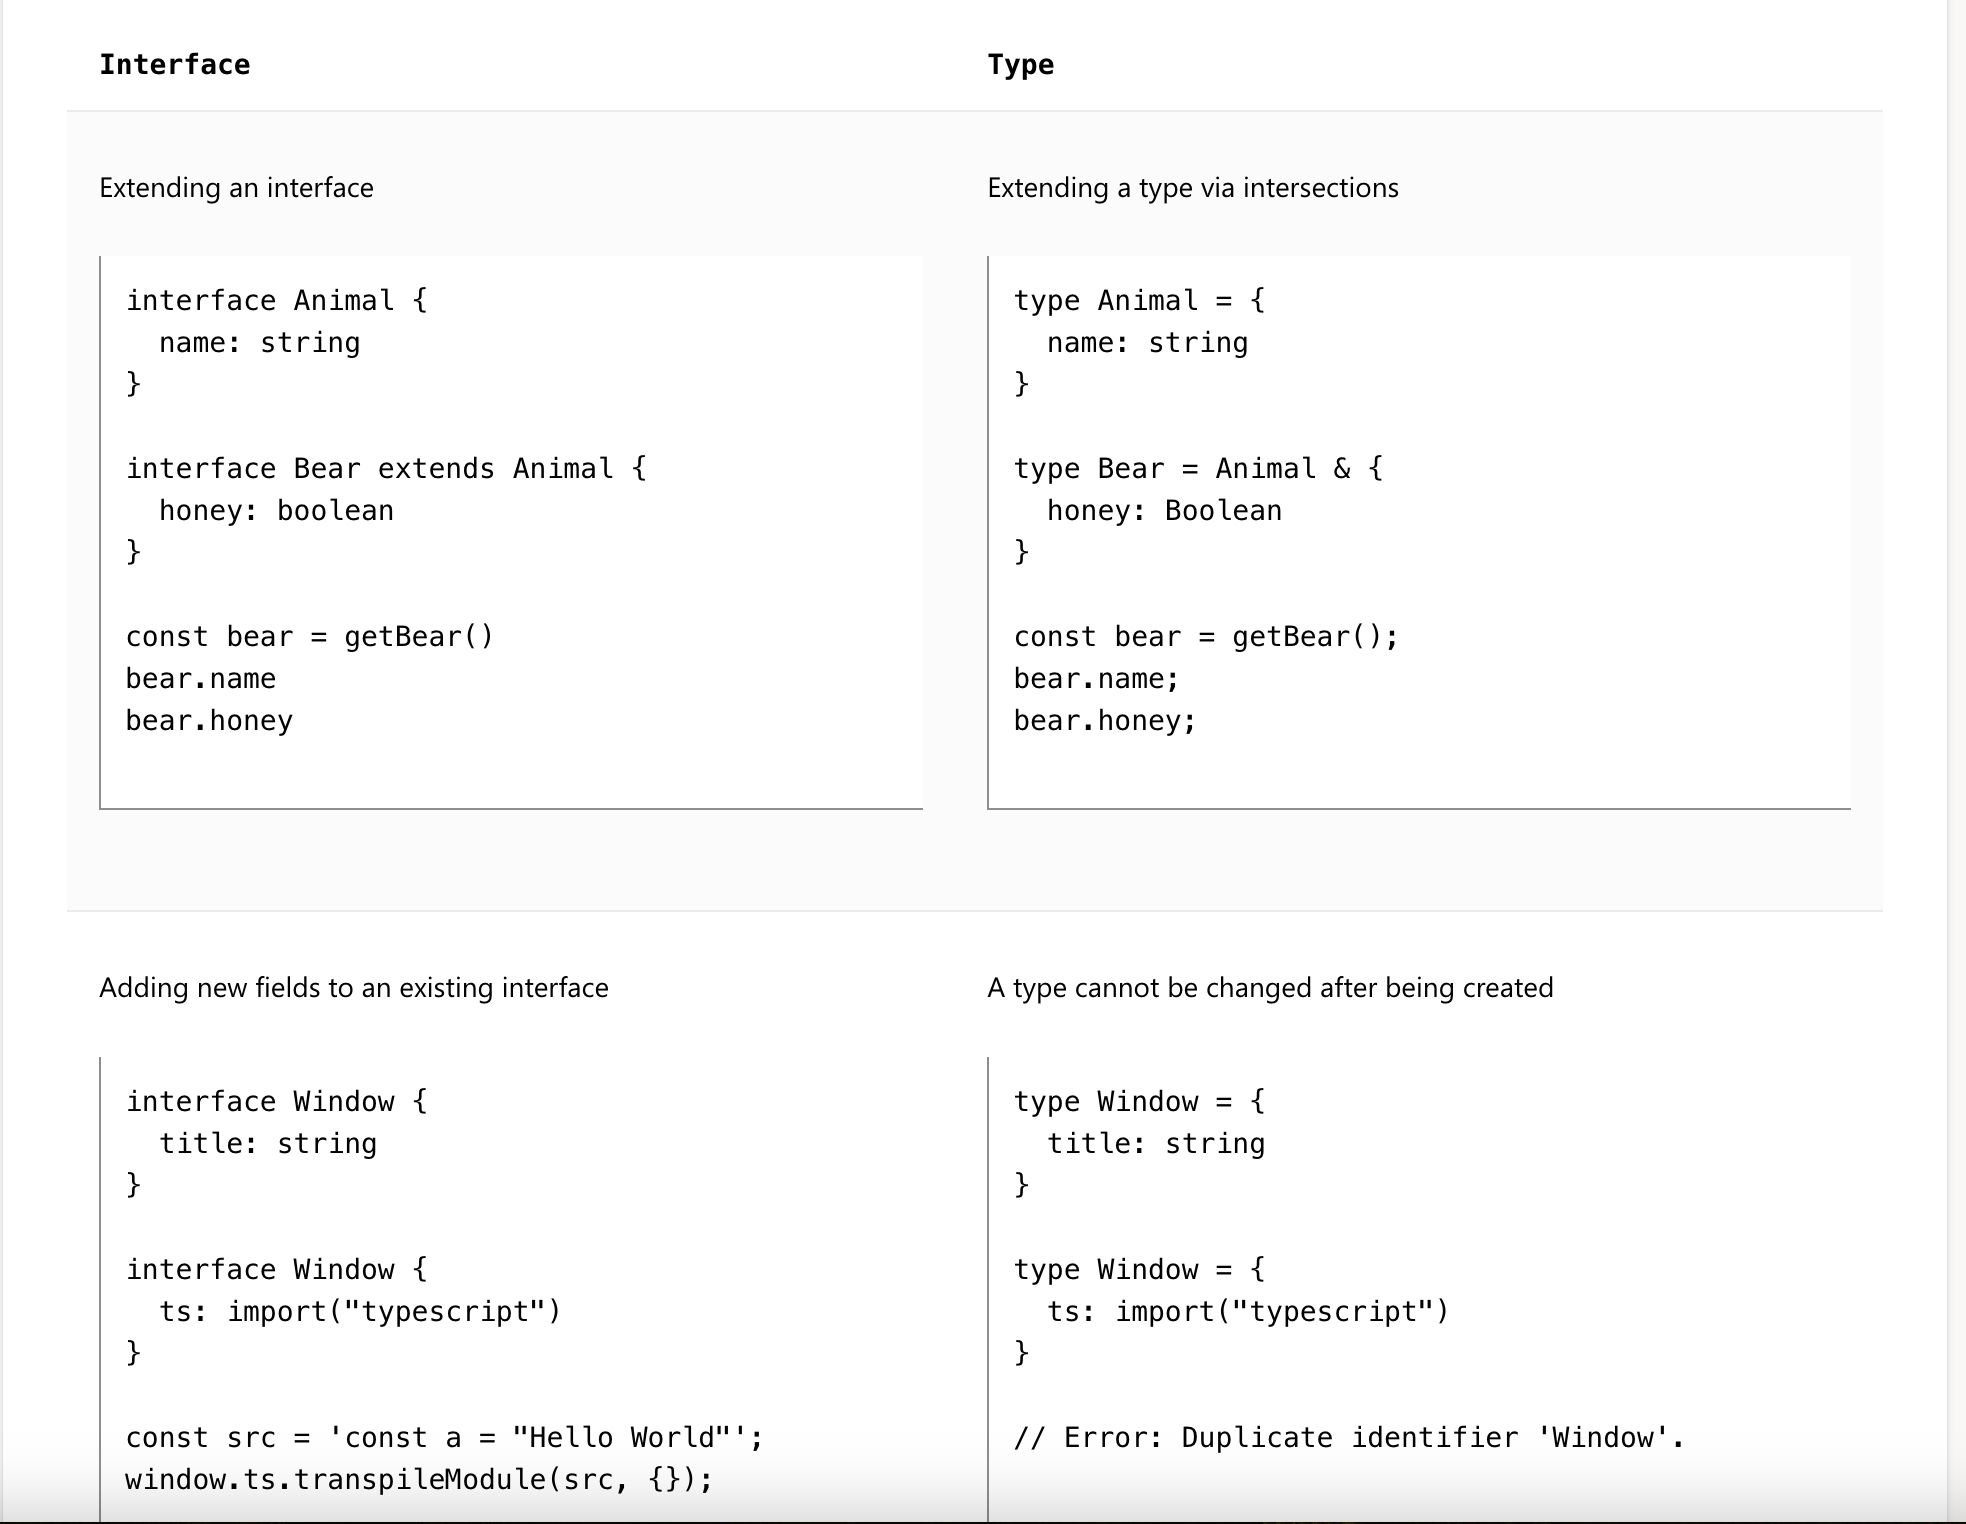 Interface
Type
Extending an interface
interface Animal {
  name: string
}

interface Bear extends Animal {
  honey: boolean
}

const bear = getBear()
bear.name
bear.honey
Extending a type via intersections
type Animal = {
  name: string
}

type Bear = Animal & {
  honey: Boolean
}

const bear = getBear();
bear.name;
bear.honey;
Adding new fields to an existing interface
interface Window {
  title: string
}

interface Window {
  ts: import("typescript")
}

const src = 'const a = "Hello World"';
window.ts.transpileModule(src, {});
A type cannot be changed after being created
type Window = {
  title: string
}

type Window = {
  ts: import("typescript")
}

// Error: Duplicate identifier 'Window'.